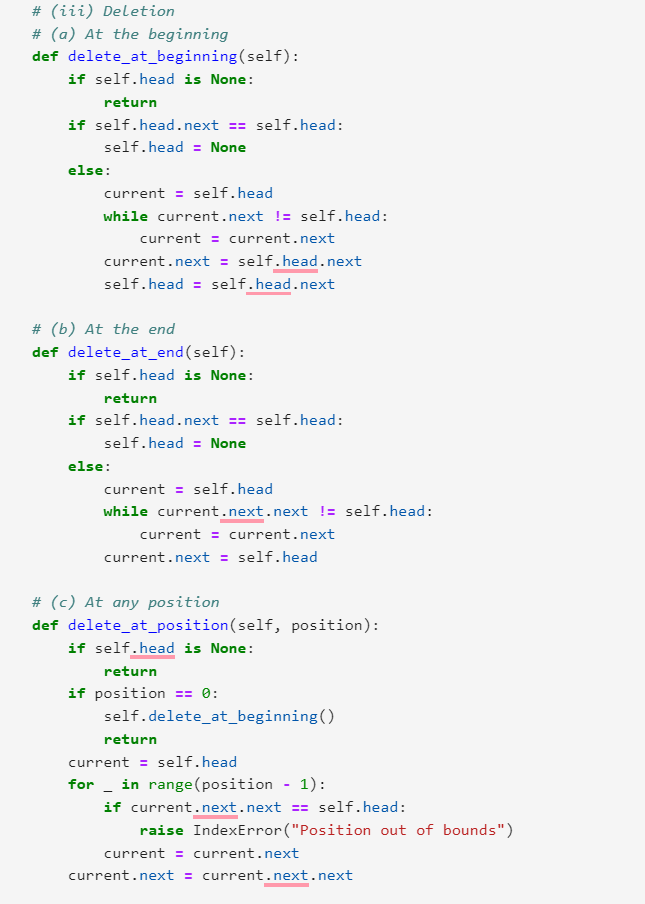 # (iii) Deletion
# (a) At the beginning
def delete_at_beginning(self):
    if self.head is None:
        return
    if self.head.next == self.head:
        self.head = None
    else:
        current = self.head
        while current.next != self.head:
            current = current.next
        current.next = self.head.next
        self.head = self.head.next

# (b) At the end
def delete_at_end(self):
    if self.head is None:
        return
    if self.head.next == self.head:
        self.head = None
    else:
        current = self.head
        while current.next.next != self.head:
            current = current.next
        current.next = self.head

# (c) At any position
def delete_at_position(self, position):
    if self.head is None:
        return
    if position == 0:
        self.delete_at_beginning()
        return
    current = self.head
    for _ in range(position - 1):
        if current.next.next == self.head:
            raise IndexError("Position out of bounds")
        current = current.next
    current.next = current.next.next